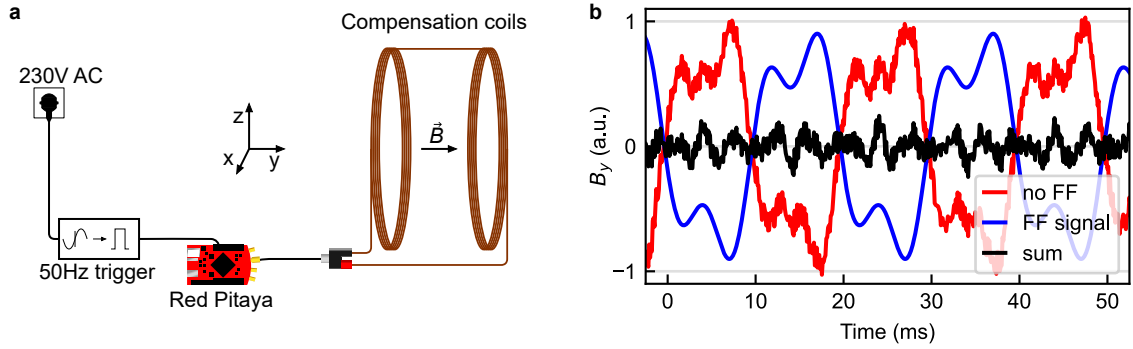 a
Compensation coils
230V AC
z
x
y
B
50Hz trigger
Red Pitaya
b
B_y (a.u.)
1
0
−1
no FF
FF signal
sum
0 10 20 30 40 50
Time (ms)